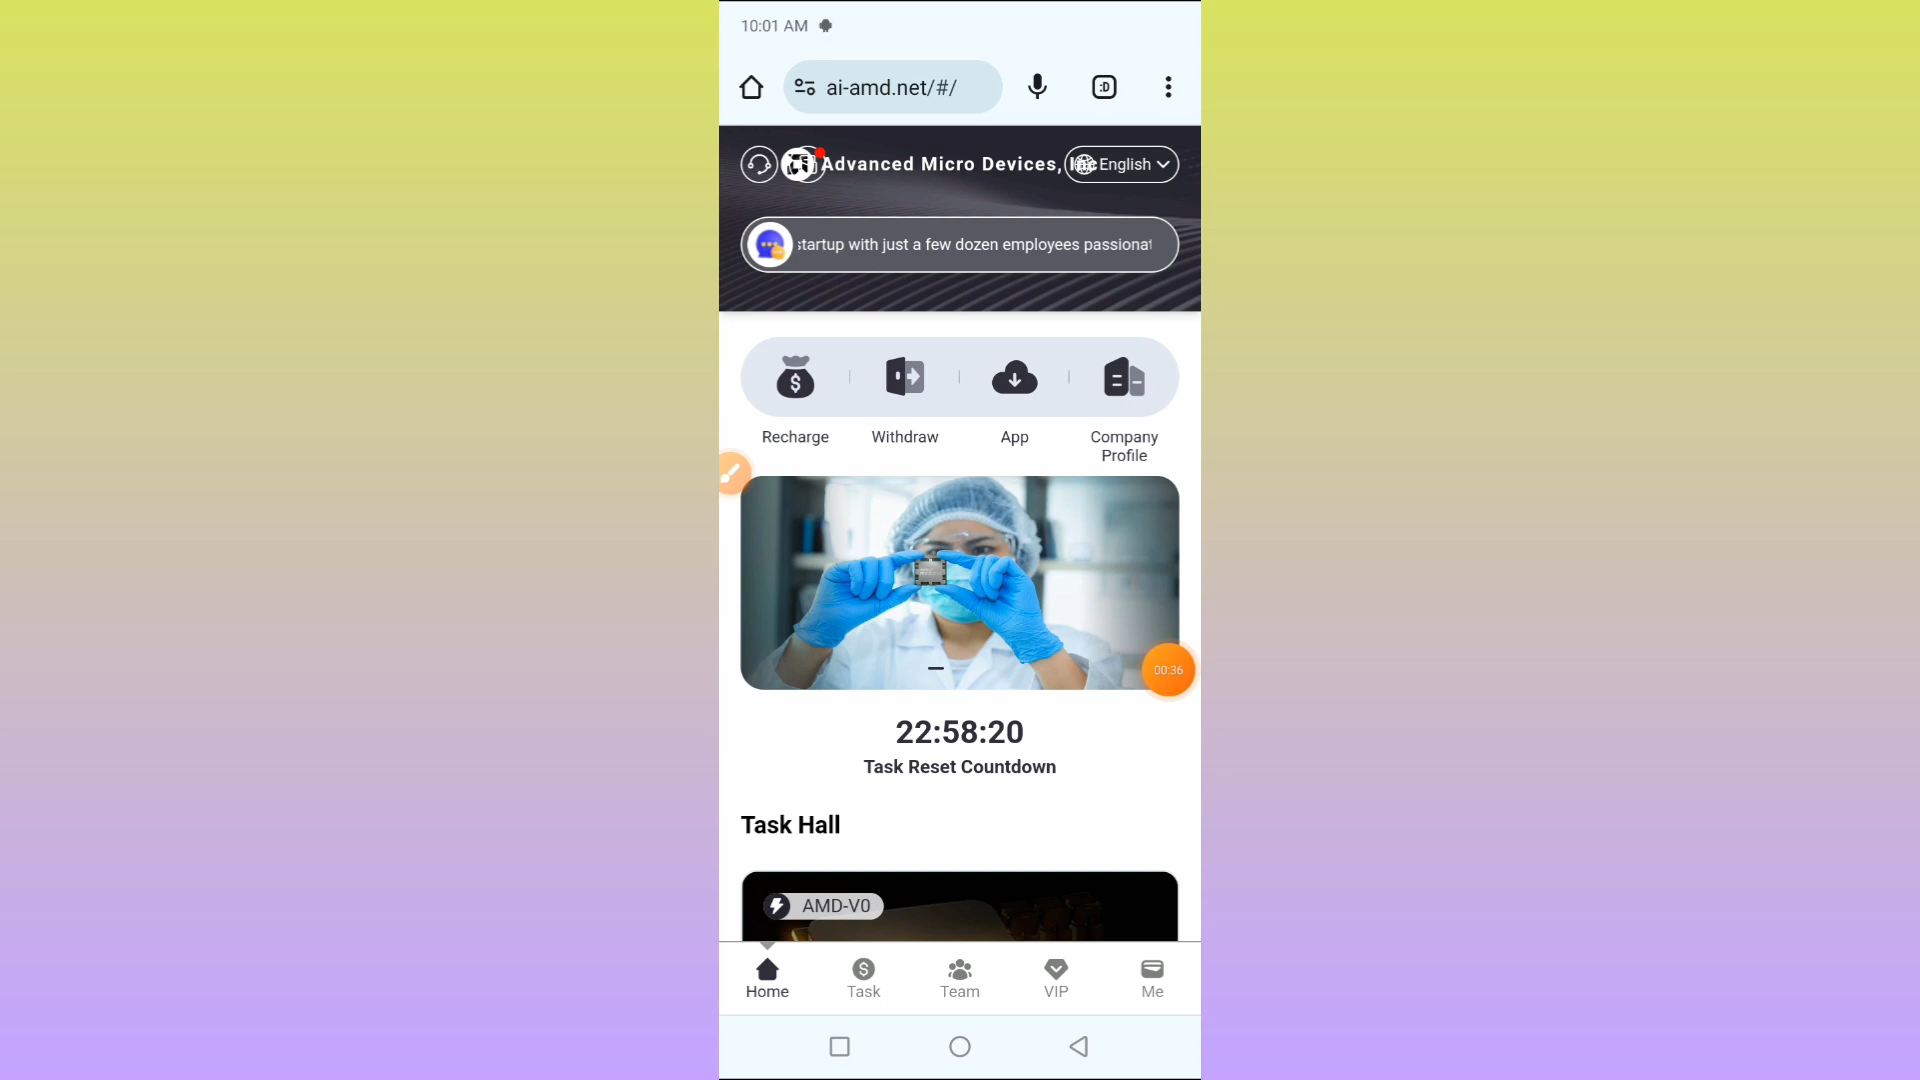 10:01 AM
:D
ai-amd.net/#/
Advanced Micro Devices, Inc
English
startup with just a few dozen employees passionat
Recharge
Withdraw
App
Company Profile
00:36
22:58:20
Task Reset Countdown
Task Hall
AMD-V0
Home
Task
Team
VIP
Me